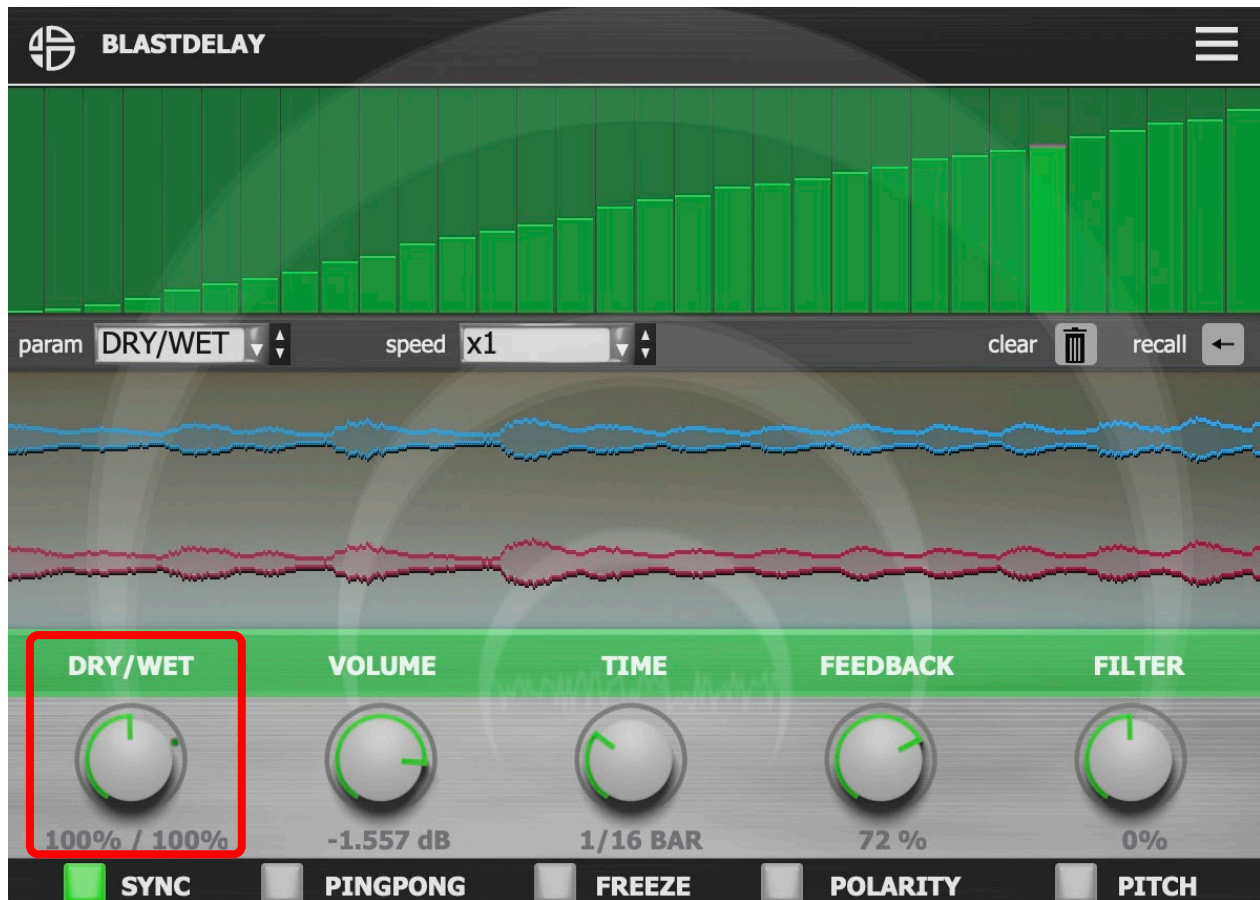 BLASTDELAY
param DRY/WET speed x1 clear recall
DRY/WET VOLUME TIME FEEDBACK FILTER
100% / 100% -1.557 dB 1/16 BAR 72 % 0%
SYNC PINGPONG FREEZE POLARITY PITCH